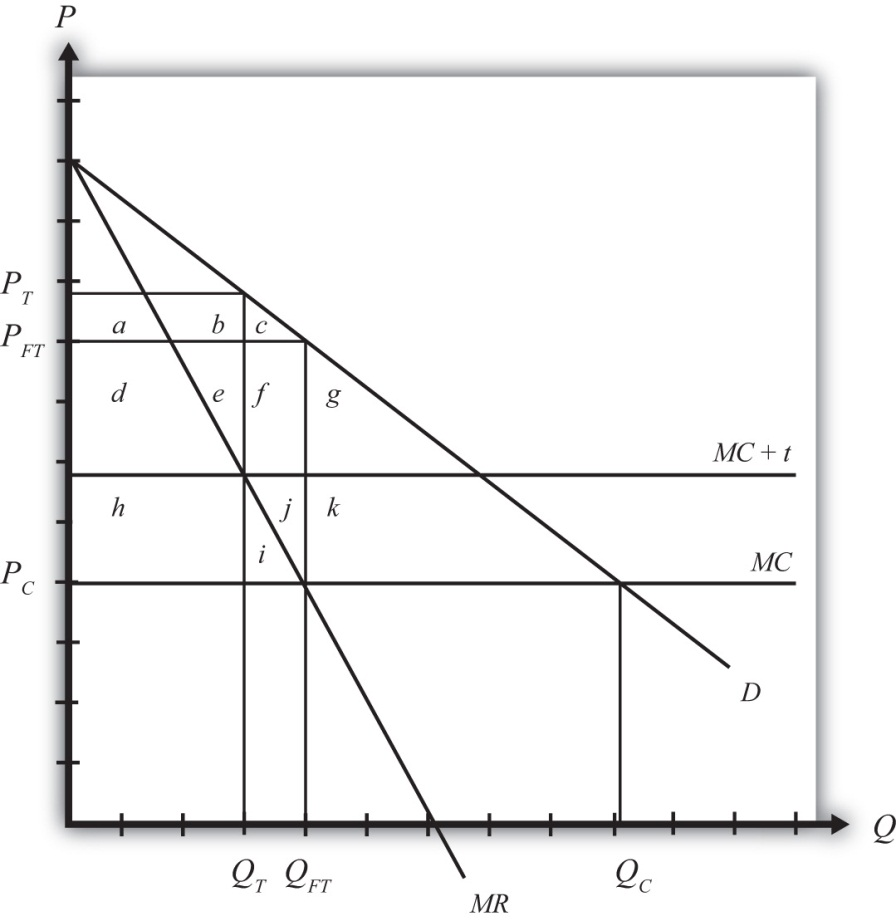 P
P_T
a b c
P_FT
d e f g
MC + t
h j k
i
P_C MC
D
Q
Q_T Q_FT Q_C
MR